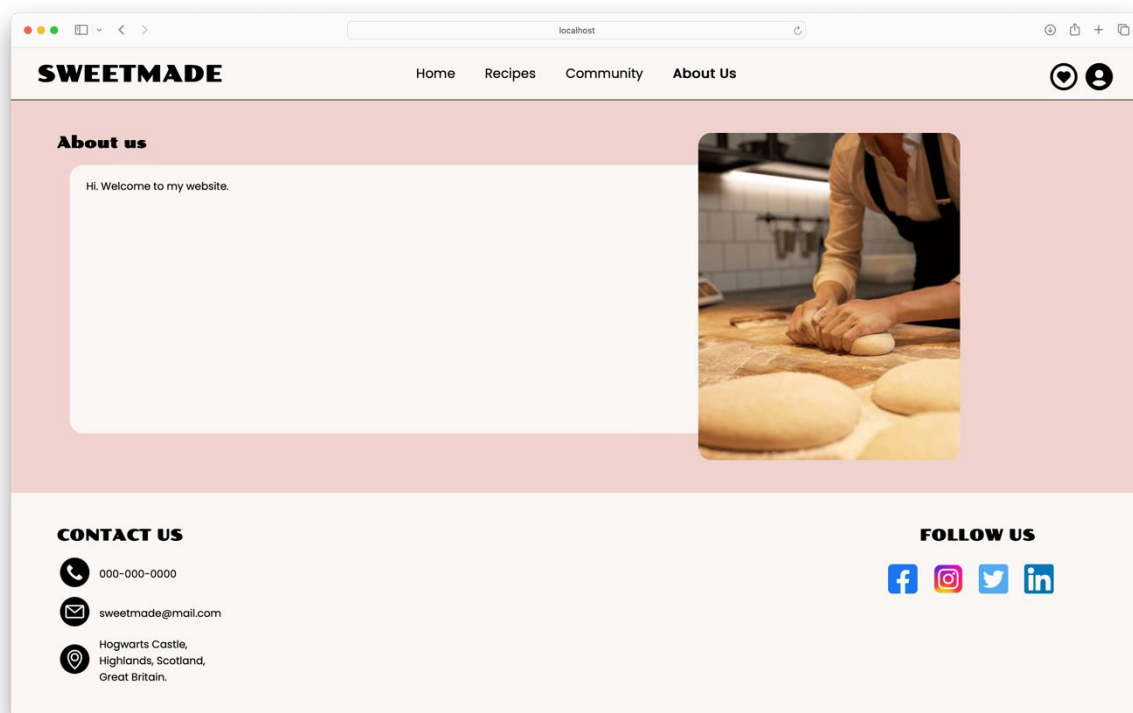 localhost
SWEETMADE
Home Recipes Community About Us
About us
Hi. Welcome to my website.
CONTACT US
000-000-0000
sweetmade@mail.com
Hogwarts Castle,
Highlands, Scotland,
Great Britain.
FOLLOW US
f in